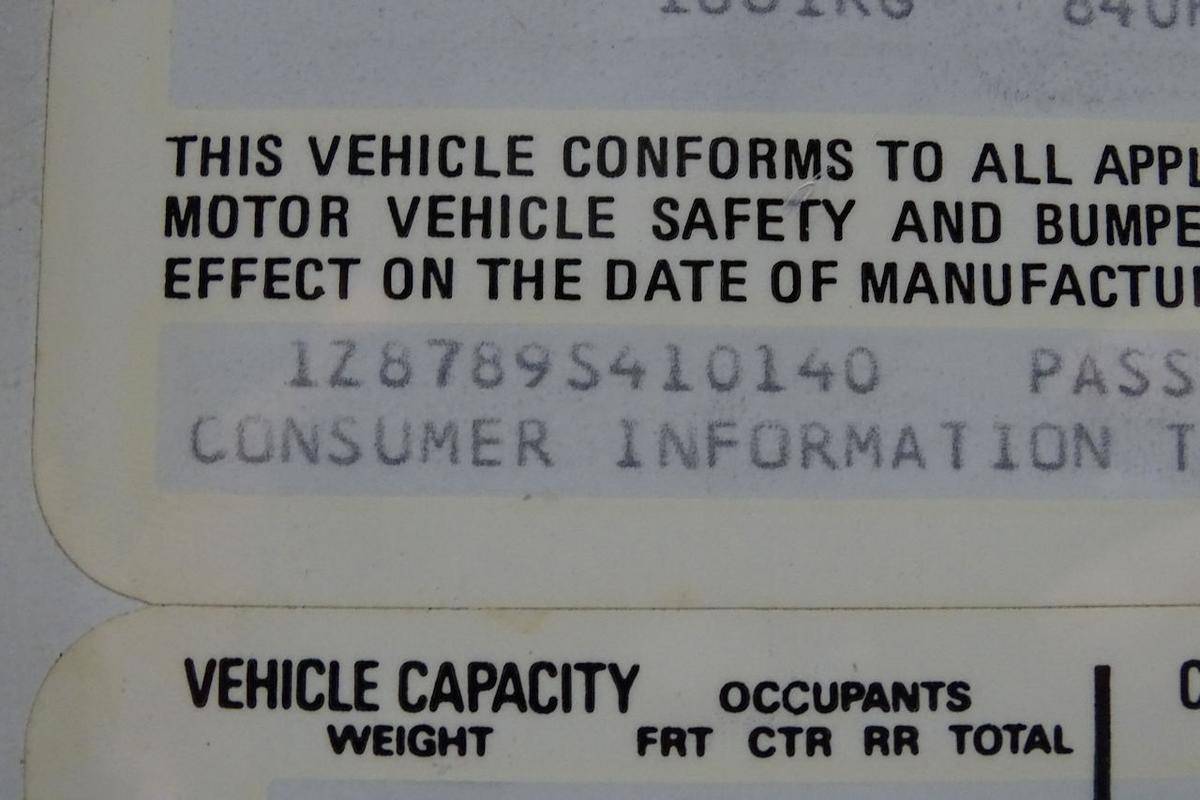 THIS VEHICLE CONFORMS TO ALL APPL
MOTOR VEHICLE SAFETY AND BUMPE
EFFECT ON THE DATE OF MANUFACTU
1Z8789S410140 PASS
CONSUMER INFORMATION T
VEHICLE CAPACITY OCCUPANTS
WEIGHT FRT CTR RR TOTAL